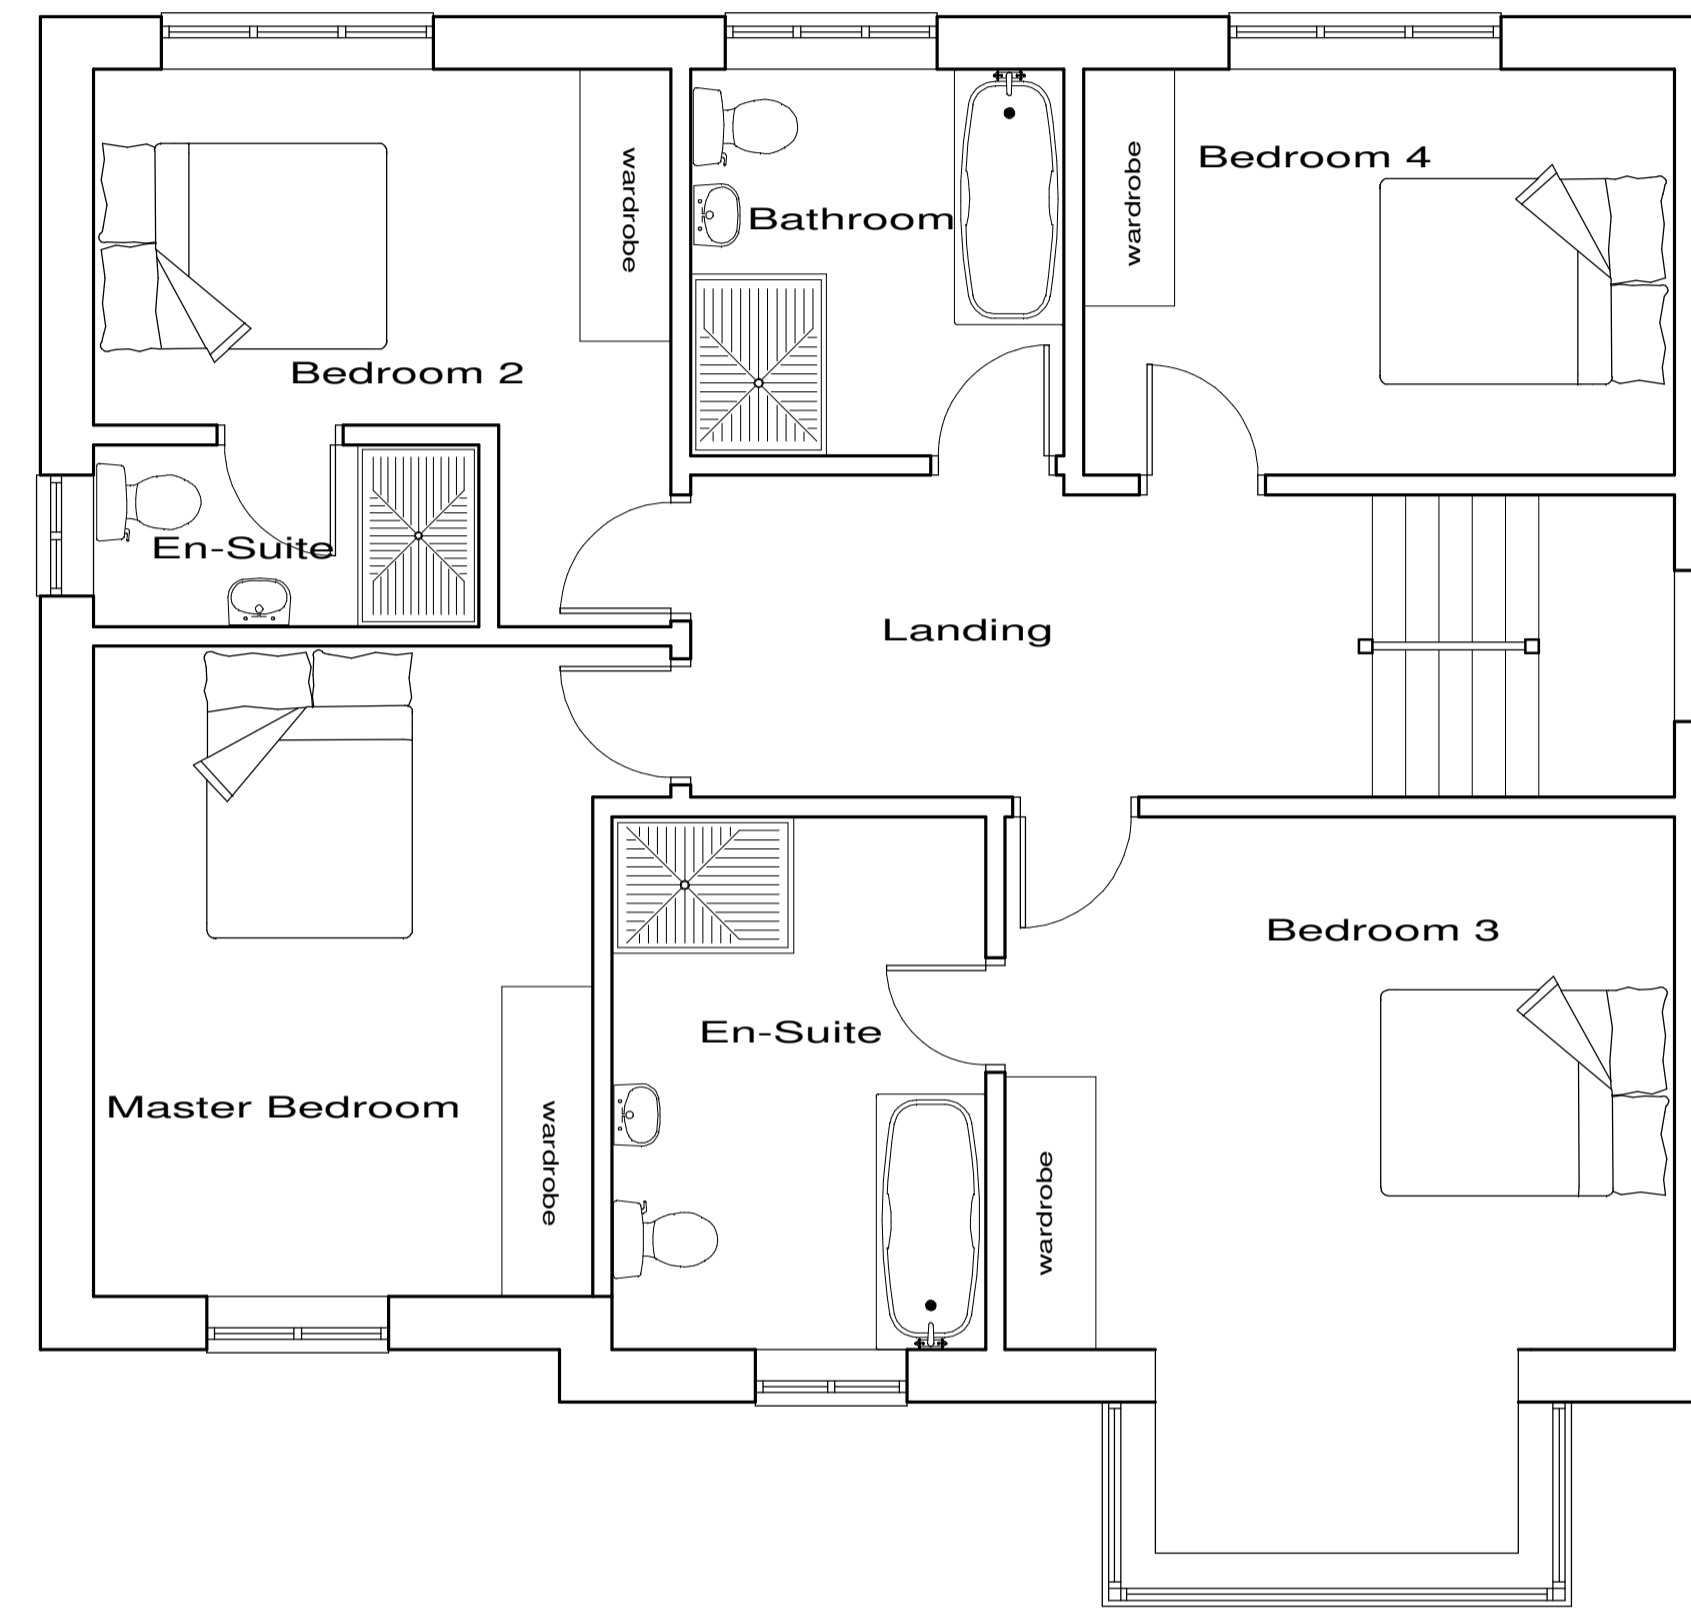 wardrobe
Bathroom
wardrobe
Bedroom 4
Bedroom 2
En-Suite
Landing
Bedroom 3
En-Suite
Master Bedroom
wardrobe
wardrobe